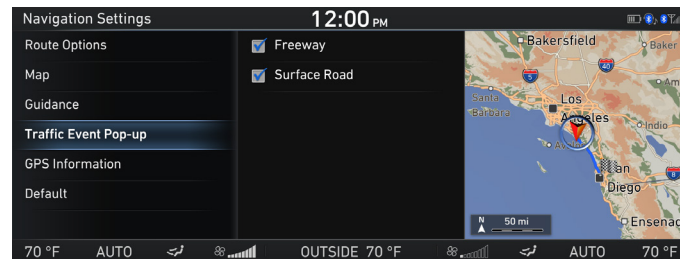 Navigation Settings
12:00 PM
Route Options
Map
Guidance
Traffic Event Pop-up
GPS Information
Default
Freeway
Surface Road
Bakersfield
Baker
40
5
Santa
Barbara
Los
Angeles
Indio
San
Diego
8
Ensenad
N 50 mi
70 °F AUTO OUTSIDE 70 °F AUTO 70 °F